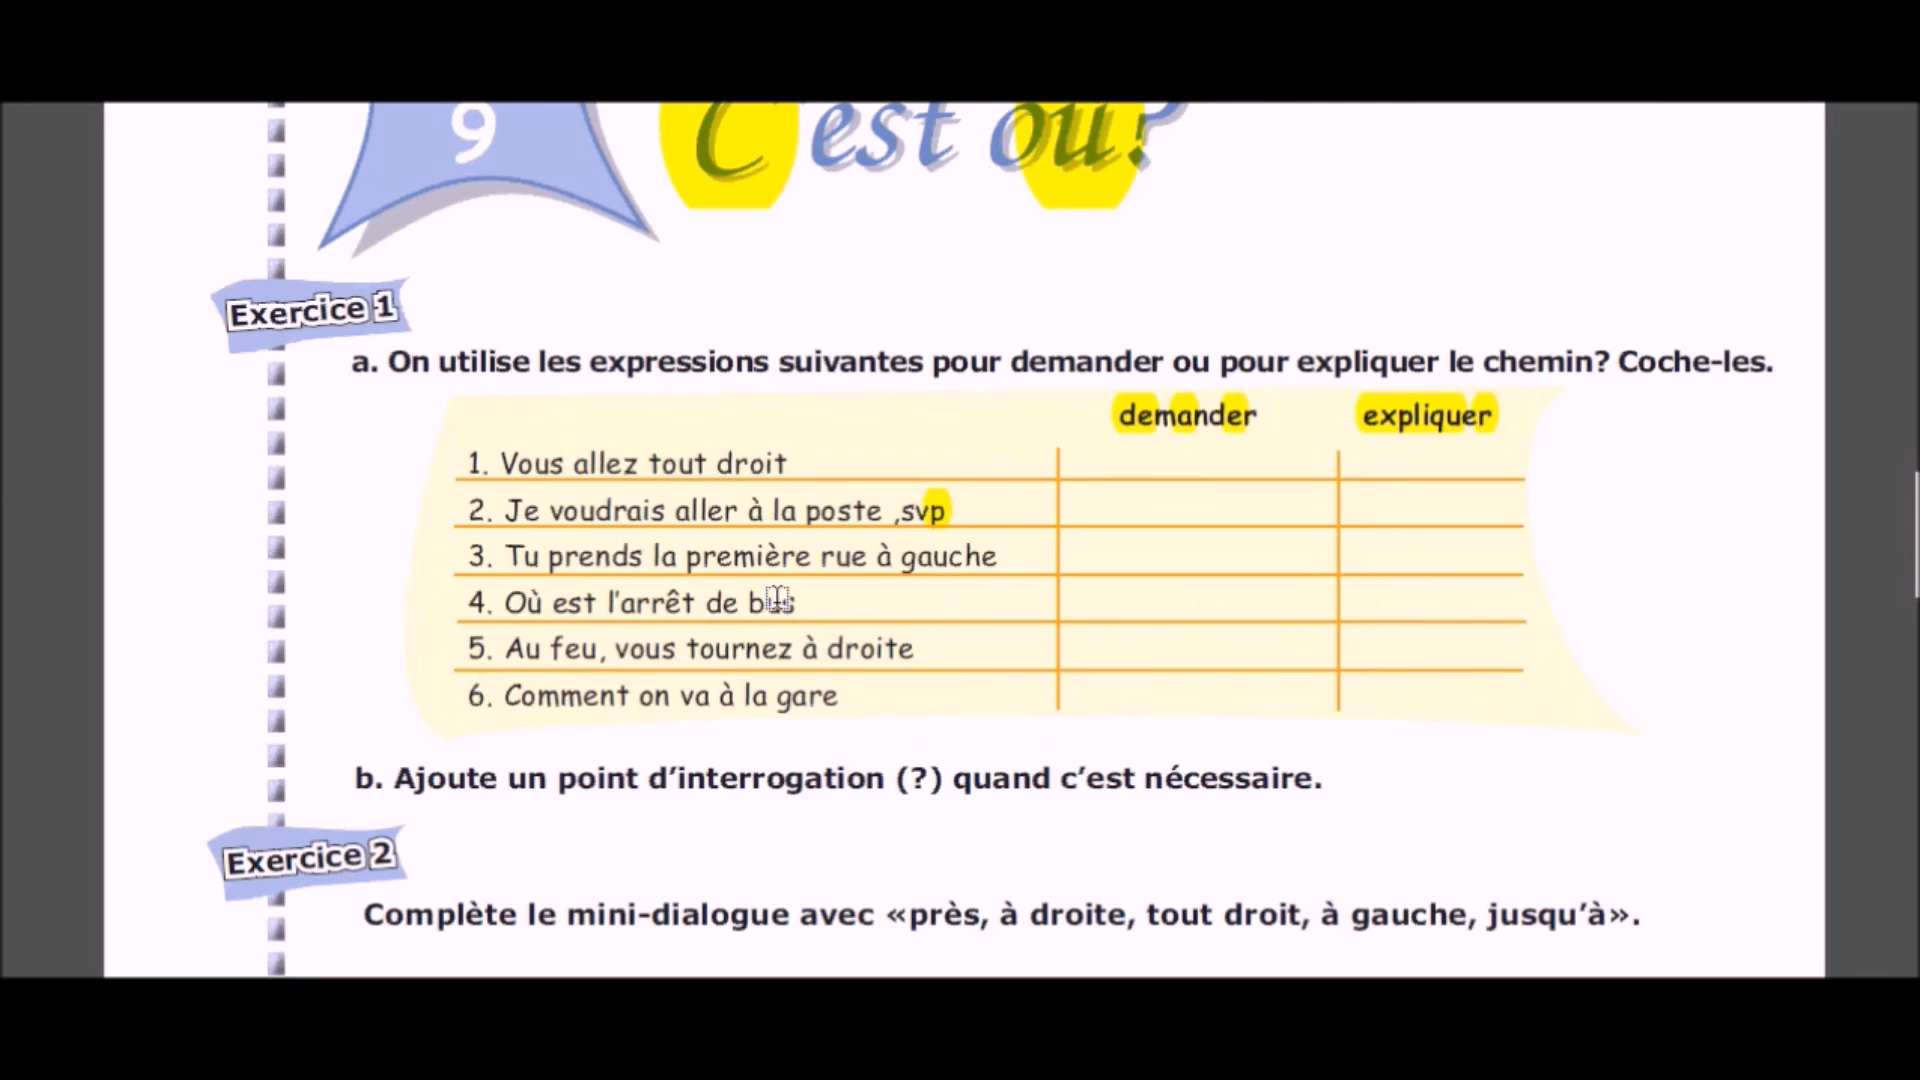 9
C'est où?
Exercice 1
a. On utilise les expressions suivantes pour demander ou pour expliquer le chemin? Coche-les.
demander expliquer
1. Vous allez tout droit
2. Je voudrais aller à la poste ,svp
3. Tu prends la première rue à gauche
4. Où est l'arrêt de bus
5. Au feu, vous tournez à droite
6. Comment on va à la gare
b. Ajoute un point d'interrogation (?) quand c'est nécessaire.
Exercice 2
Complète le mini-dialogue avec «près, à droite, tout droit, à gauche, jusqu'à».